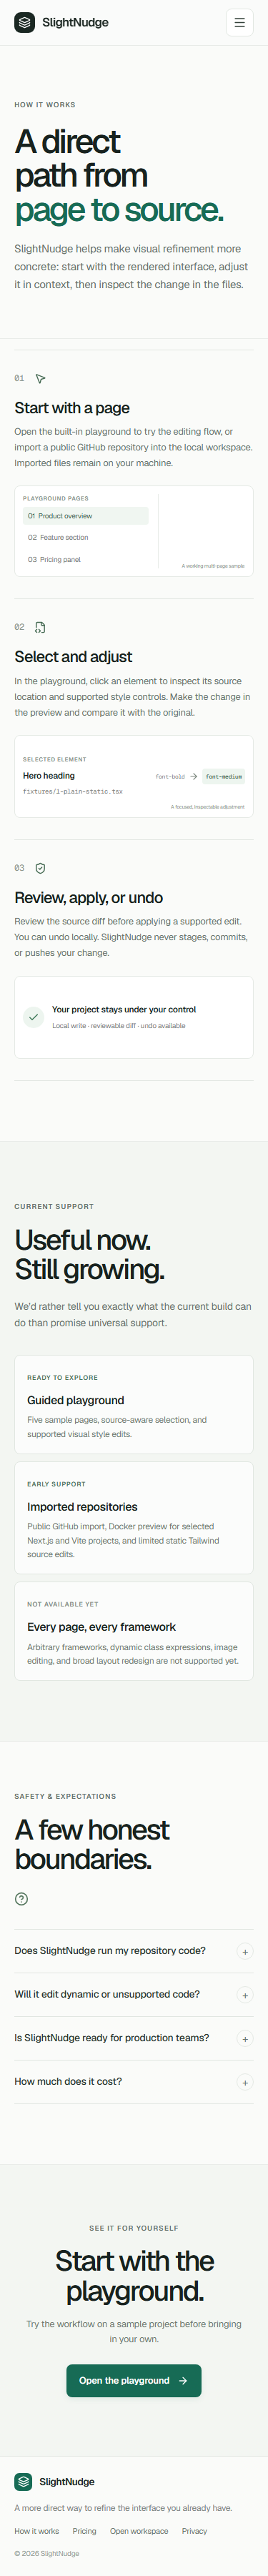 SlightNudge
HOW IT WORKS
A direct
path from
page to source.
SlightNudge helps make visual refinement more
concrete: start with the rendered interface, adjust
it in context, then inspect the change in the files.
01
Start with a page
Open the built-in playground to try the editing flow, or
import a public GitHub repository into the local workspace.
Imported files remain on your machine.
PLAYGROUND PAGES
01 Product overview
02 Feature section
03 Pricing panel
A working multi-page sample
02
Select and adjust
In the playground, click an element to inspect its source
location and supported style controls. Make the change in
the preview and compare it with the original.
SELECTED ELEMENT
Hero heading
font-bold → font-medium
fixtures/1-plain-static.tsx
A focused, inspectable adjustment
03
Review, apply, or undo
Review the source diff before applying a supported edit.
You can undo locally. SlightNudge never stages, commits,
or pushes your change.
Your project stays under your control
Local write · reviewable diff · undo available
CURRENT SUPPORT
Useful now.
Still growing.
We'd rather tell you exactly what the current build can
do than promise universal support.
READY TO EXPLORE
Guided playground
Five sample pages, source-aware selection, and
supported visual style edits.
EARLY SUPPORT
Imported repositories
Public GitHub import, Docker preview for selected
Next.js and Vite projects, and limited static Tailwind
source edits.
NOT AVAILABLE YET
Every page, every framework
Arbitrary frameworks, dynamic class expressions, image
editing, and broad layout redesign are not supported yet.
SAFETY & EXPECTATIONS
A few honest
boundaries.
Does SlightNudge run my repository code? +
Will it edit dynamic or unsupported code? +
Is SlightNudge ready for production teams? +
How much does it cost? +
SEE IT FOR YOURSELF
Start with the
playground.
Try the workflow on a sample project before bringing
in your own.
Open the playground →
SlightNudge
A more direct way to refine the interface you already have.
How it works Pricing Open workspace Privacy
© 2026 SlightNudge